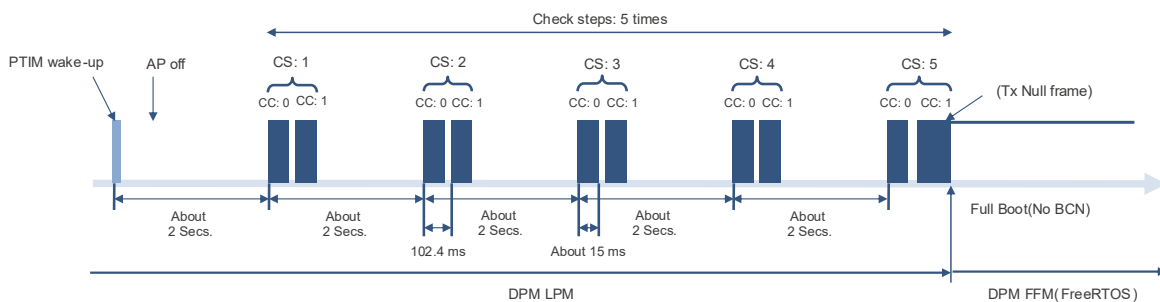 Check steps: 5 times
PTIM wake-up
AP off
CS: 1
CS: 2
CS: 3
CS: 4
CS: 5
CC: 0
CC: 1
CC: 0
CC: 1
CC: 0
CC: 1
CC: 0
CC: 1
CC: 0
CC: 1
(Tx Null frame)
About
2 Secs.
About
2 Secs.
About
2 Secs.
About
2 Secs.
About
2 Secs.
Full Boot(No BCN)
102.4 ms
About 15 ms
DPM LPM
DPM FFM(FreeRTOS)